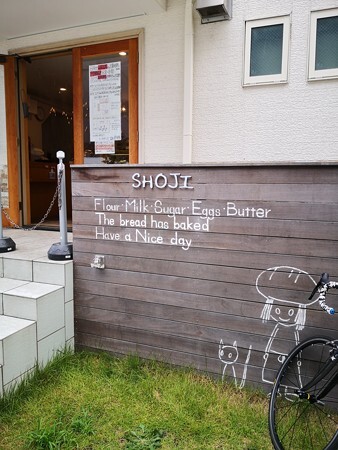 SHOJI
Flour・Milk・Sugar・Eggs・Butter
The bread has baked
Have a Nice day